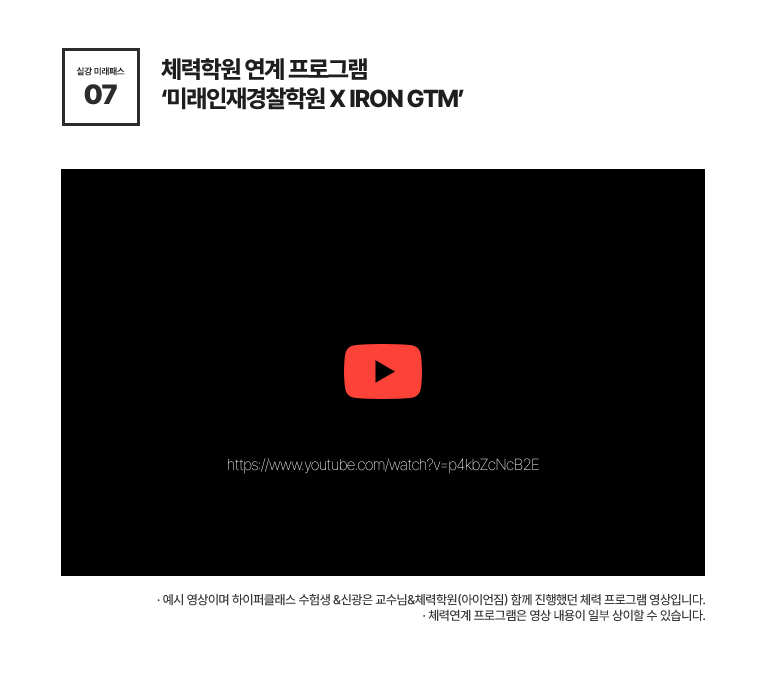 실강 미래패스
07
체력학원 연계 프로그램
‘미래인재경찰학원 X IRON GTM’
https://www.youtube.com/watch?v=p4kbZcNcB2E
· 예시 영상이며 하이퍼클래스 수험생 &신광은 교수님&체력학원(아이언짐) 함께 진행했던 체력 프로그램 영상입니다.
· 체력연계 프로그램은 영상 내용이 일부 상이할 수 있습니다.